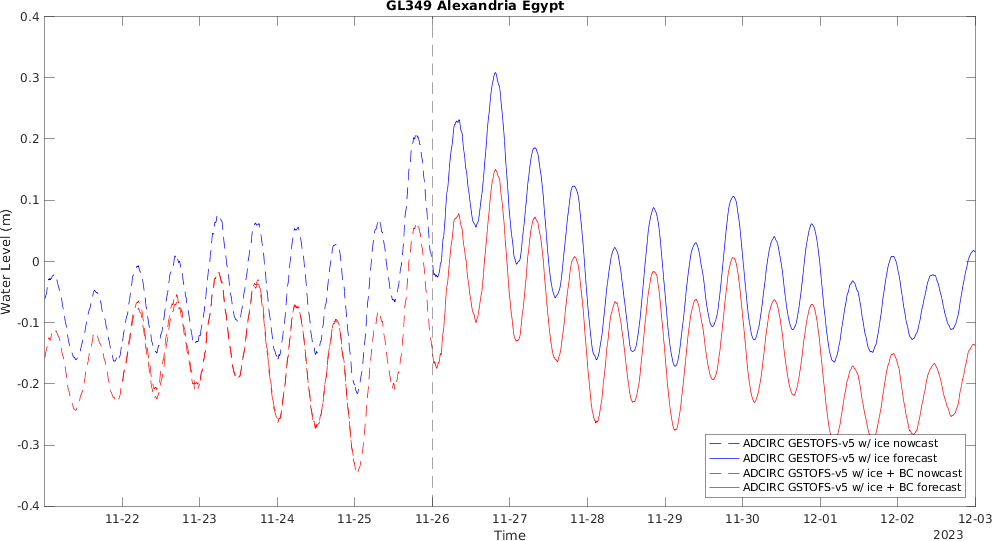 GL349 Alexandria Egypt
0.4
0.3
0.2
0.1
0
-0.1
-0.2
-0.3
-0.4
Water Level (m)
ADCIRC GESTOFS-v5 w/ ice nowcast
ADCIRC GESTOFS-v5 w/ ice forecast
ADCIRC GSTOFS-v5 w/ ice + BC nowcast
ADCIRC GSTOFS-v5 w/ ice + BC forecast
11-22 11-23 11-24 11-25 11-26 11-27 11-28 11-29 11-30 12-01 12-02 12-03
Time
2023